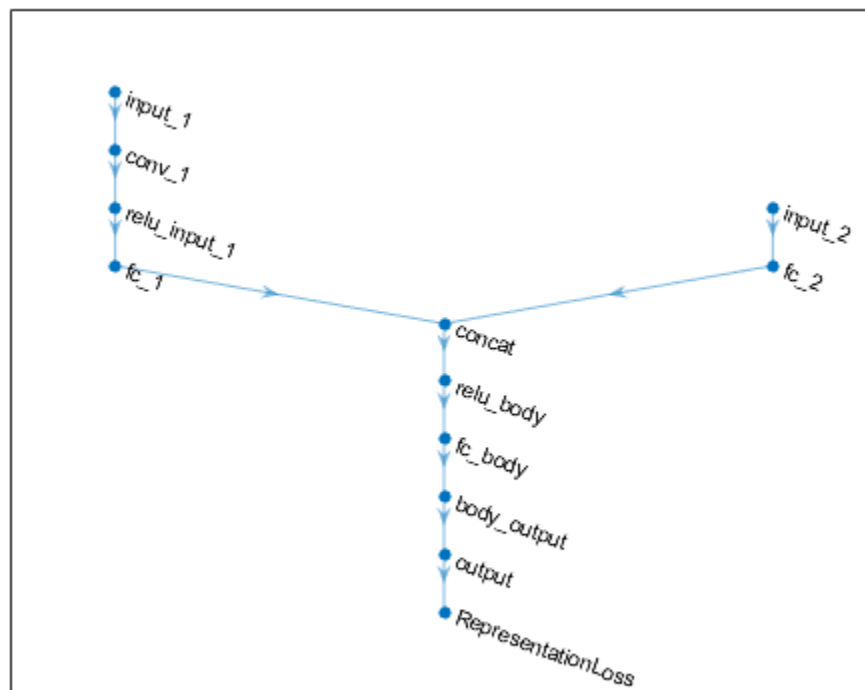 input_1
conv_1
relu_input_1
fc_1
input_2
fc_2
concat
relu_body
fc_body
body_output
output
RepresentationLoss